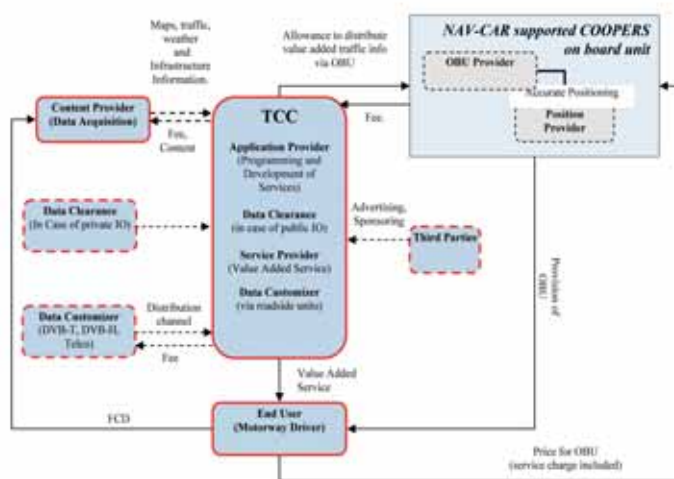 Maps, traffic,
weather
and
Infrastructure
Information.
Allowance to distribute
value added traffic info
via OBU
NAV-CAR supported COOPERS
on board unit
OBU Provider
Accurate Positioning
Position
Provider
Content Provider
(Data Acquisition)
Fee,
Content
TCC
Fee.
Application Provider
(Programming and
Development of
Services)
Data Clearance
(In Case of private IO)
Data Clearance
(in case of public IO)
Advertising,
Sponsoring
Third Parties
Service Provider
(Value Added Service)
Data Customizer
(via roadside units)
Data Customizer
(DVB-T, DVB-H,
Telco)
Distribution
channel
Fee
Provision of
OBU
Value Added
Service
FCD
End User
(Motorway Driver)
Price for OBU
(service charge included)